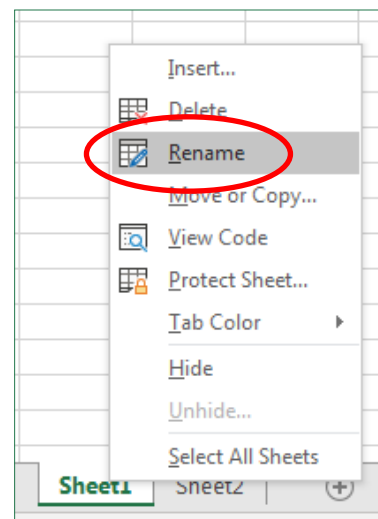 Insert...
Delete
Rename
Move or Copy...
View Code
Protect Sheet...
Tab Color
Hide
Unhide...
Select All Sheets
Sheet1 Sheet2